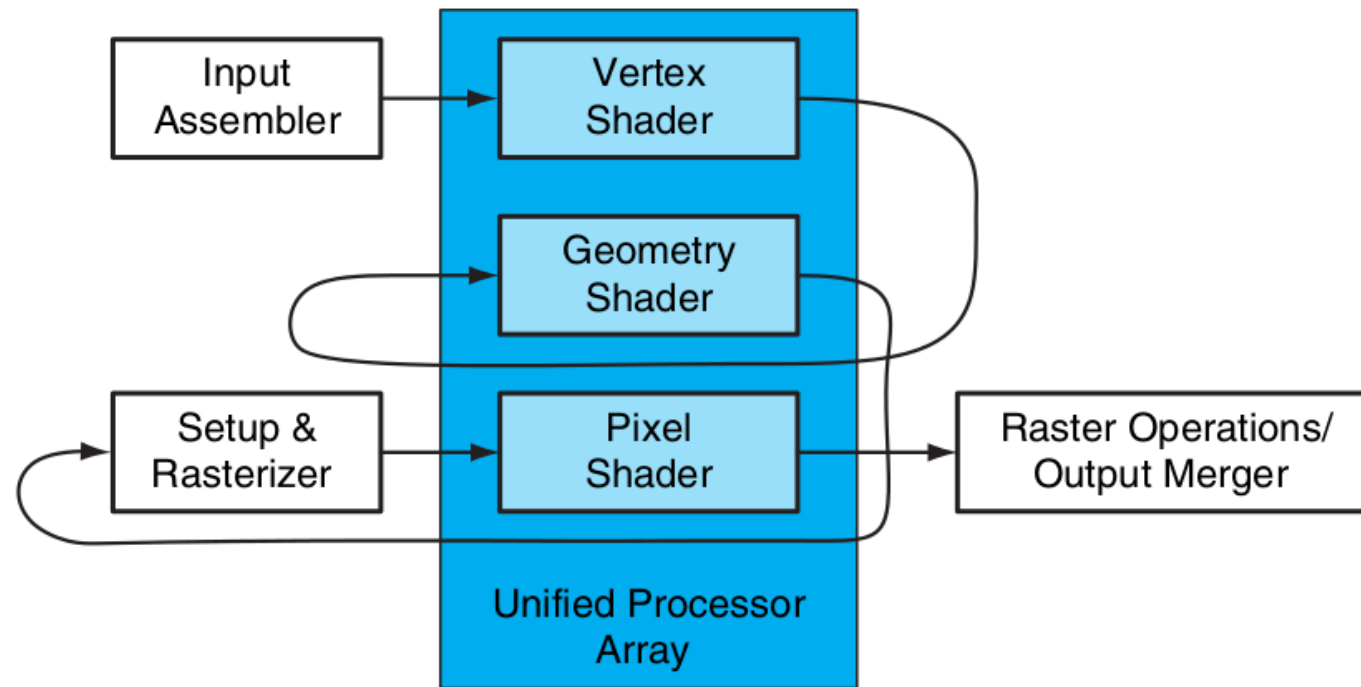 Input
Assembler
Vertex
Shader
Geometry
Shader
Setup &
Rasterizer
Pixel
Shader
Raster Operations/
Output Merger
Unified Processor
Array